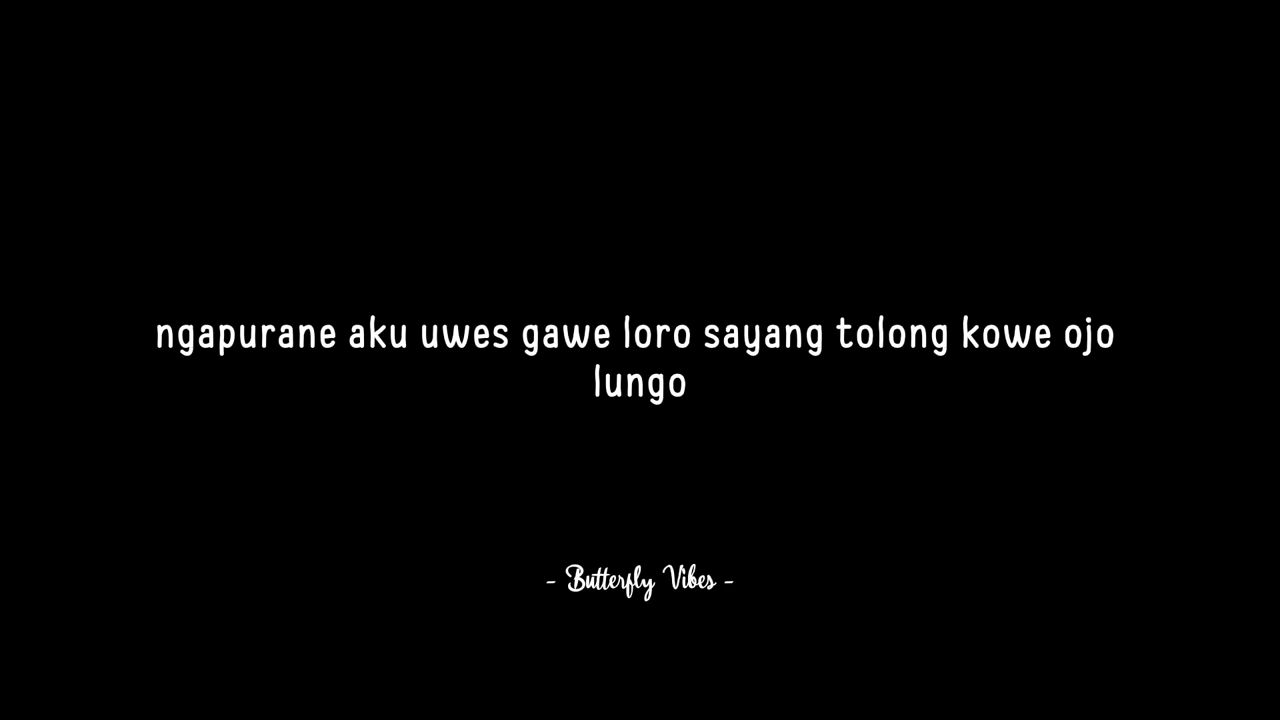 ngapurane aku uwes gawe loro sayang tolong kowe ojo
lungo
- Butterfly Vibes -